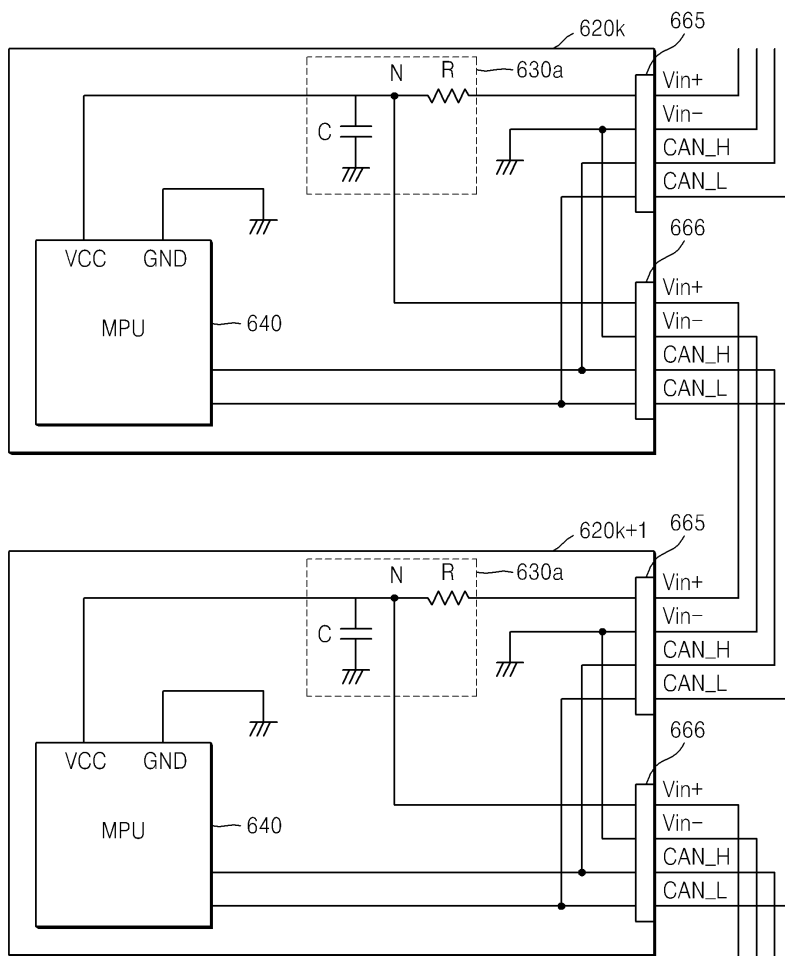 620k
665
630a
N
R
Vin+
Vin-
C
CAN_H
CAN_L
666
VCC
GND
Vin+
MPU
640
Vin-
CAN_H
CAN_L
620k+1
665
630a
N
R
Vin+
Vin-
C
CAN_H
CAN_L
666
VCC
GND
Vin+
MPU
640
Vin-
CAN_H
CAN_L